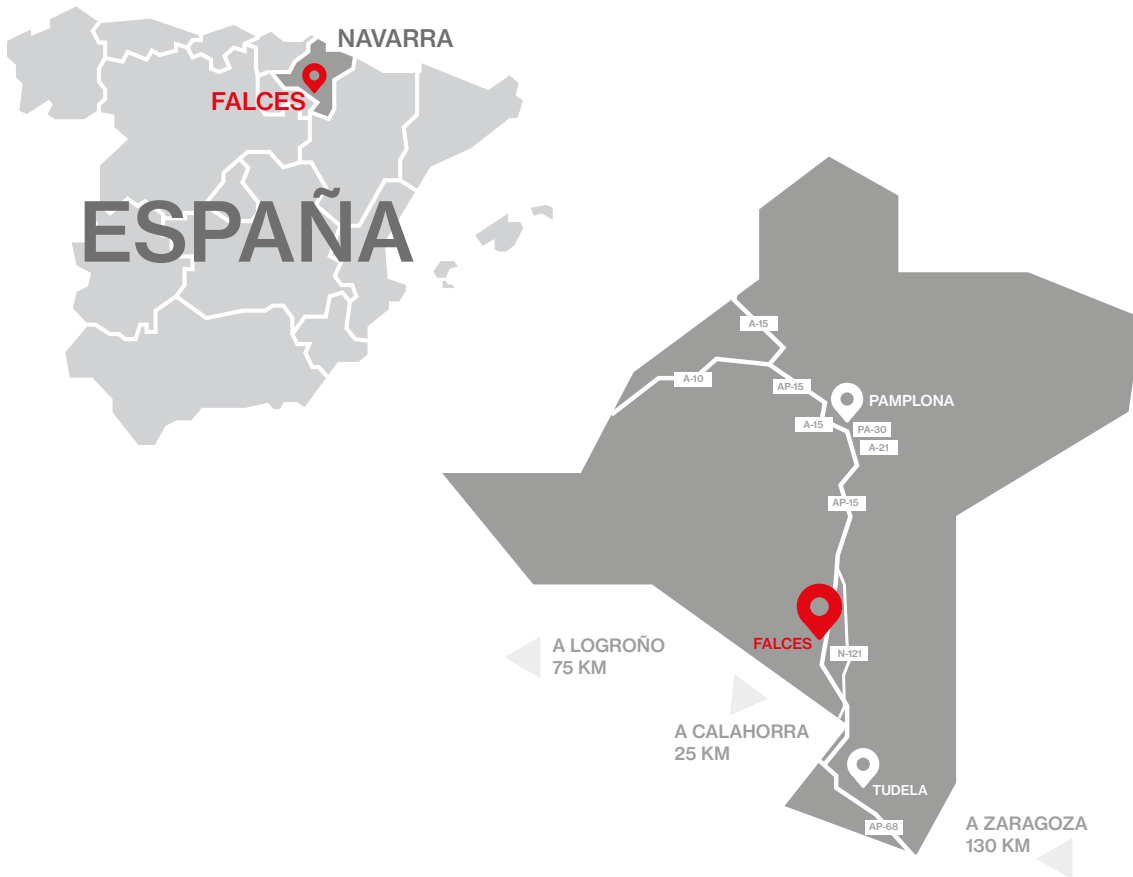 NAVARRA
FALCES
ESPAÑA
A-15
A-10
AP-15
PAMPLONA
A-15
PA-30
A-21
AP-15
FALCES
N-121
A LOGROÑO
75 KM
A CALAHORRA
25 KM
TUDELA
AP-68
A ZARAGOZA
130 KM